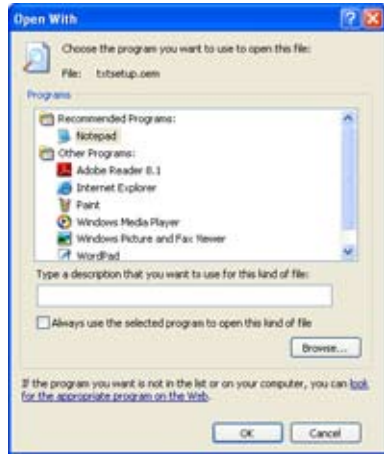 Open With
Choose the program you want to use to open this file:
File: txtsetup.oem
Programs
Recommended Programs:
Notepad
Other Programs:
Adobe Reader 8.1
Internet Explorer
Paint
Windows Media Player
Windows Picture and Fax Viewer
WordPad
Type a description that you want to use for this kind of file:
Always use the selected program to open this kind of file
Browse...
If the program you want is not in the list or on your computer, you can look
for the appropriate program on the Web.
OK Cancel